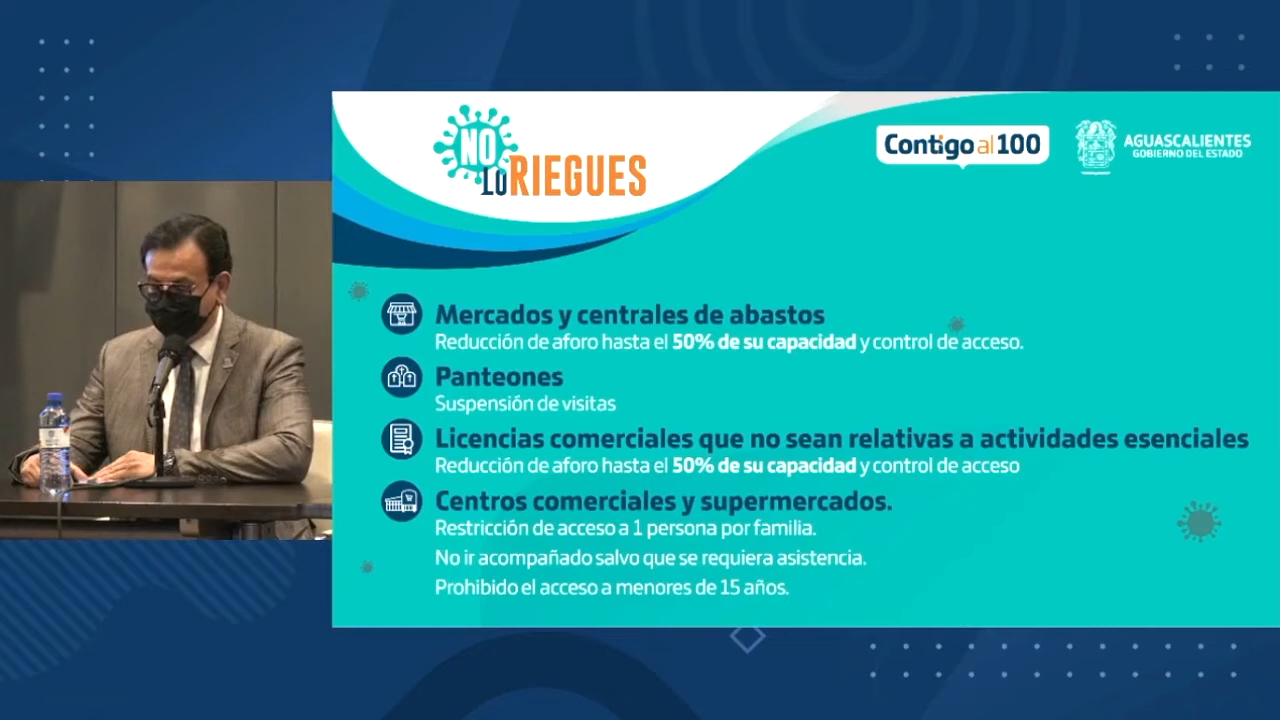 NO
LO RIEGUES
Contigo al 100
AGUASCALIENTES
GOBIERNO DEL ESTADO
Mercados y centrales de abastos
Reducción de aforo hasta el 50% de su capacidad y control de acceso.
Panteones
Suspensión de visitas
Licencias comerciales que no sean relativas a actividades esenciales
Reducción de aforo hasta el 50% de su capacidad y control de acceso
Centros comerciales y supermercados.
Restricción de acceso a 1 persona por familia.
No ir acompañado salvo que se requiera asistencia.
Prohibido el acceso a menores de 15 años.